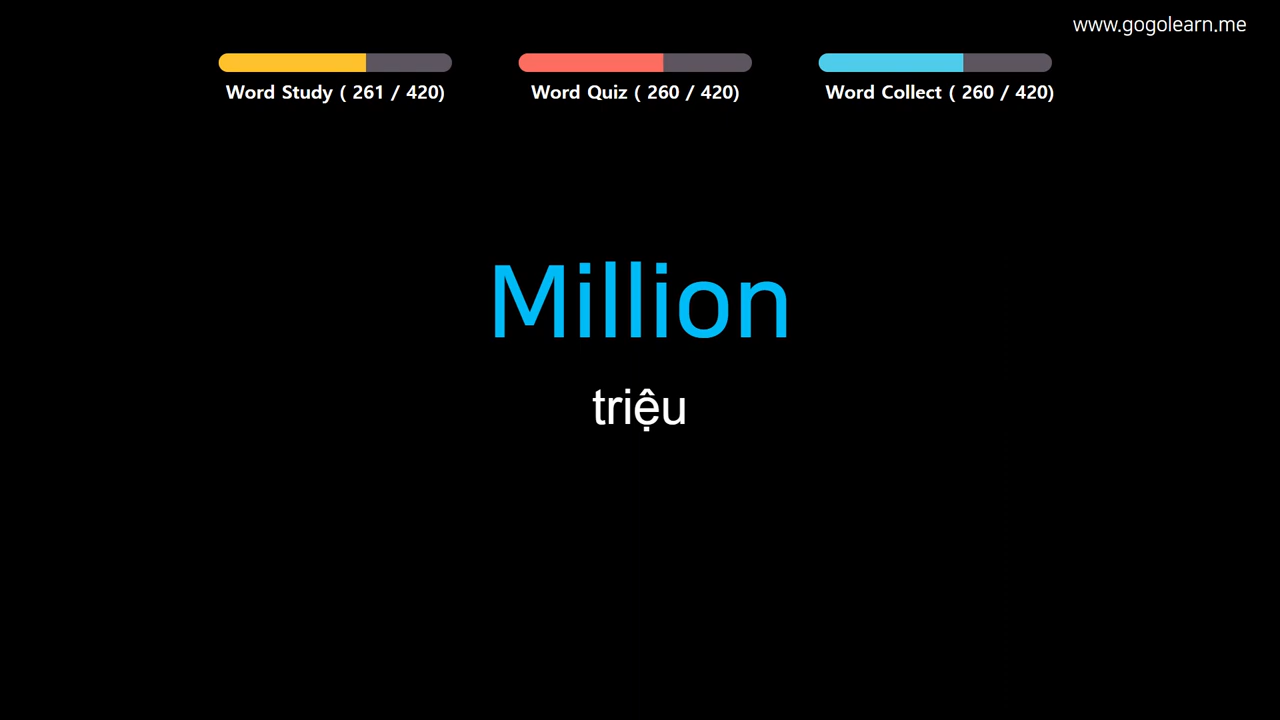 www.gogolearn.me
Word Study ( 261 / 420)
Word Quiz ( 260 / 420)
Word Collect ( 260 / 420)
Million
triệu